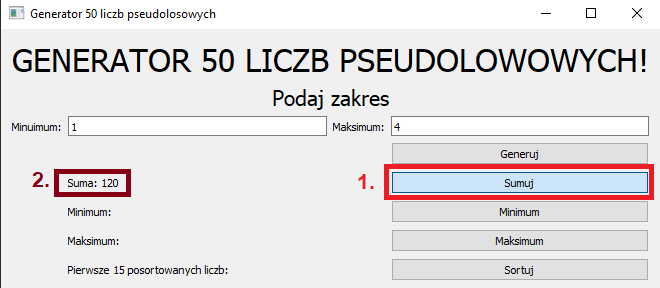 Generator 50 liczb pseudolosowych
GENERATOR 50 LICZB PSEUDOLOWOWYCH!
Podaj zakres
Minuimum: 1 Maksimum: 4
Generuj
2. Suma: 120 1. Sumuj
Minimum: Minimum
Maksimum: Maksimum
Pierwsze 15 posortowanych liczb: Sortuj